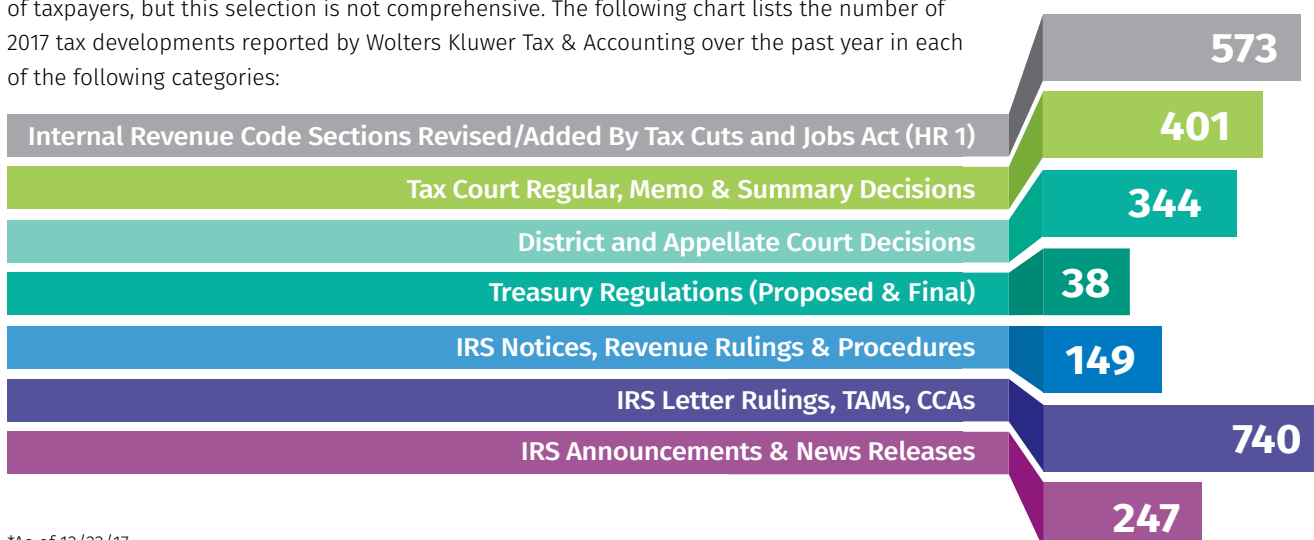 of taxpayers, but this selection is not comprehensive. The following chart lists the number of
2017 tax developments reported by Wolters Kluwer Tax & Accounting over the past year in each
of the following categories:
Internal Revenue Code Sections Revised/Added By Tax Cuts and Jobs Act (HR 1)
573
Tax Court Regular, Memo & Summary Decisions
401
District and Appellate Court Decisions
344
Treasury Regulations (Proposed & Final)
38
IRS Notices, Revenue Rulings & Procedures
149
IRS Letter Rulings, TAMs, CCAs
740
IRS Announcements & News Releases
247
*As of